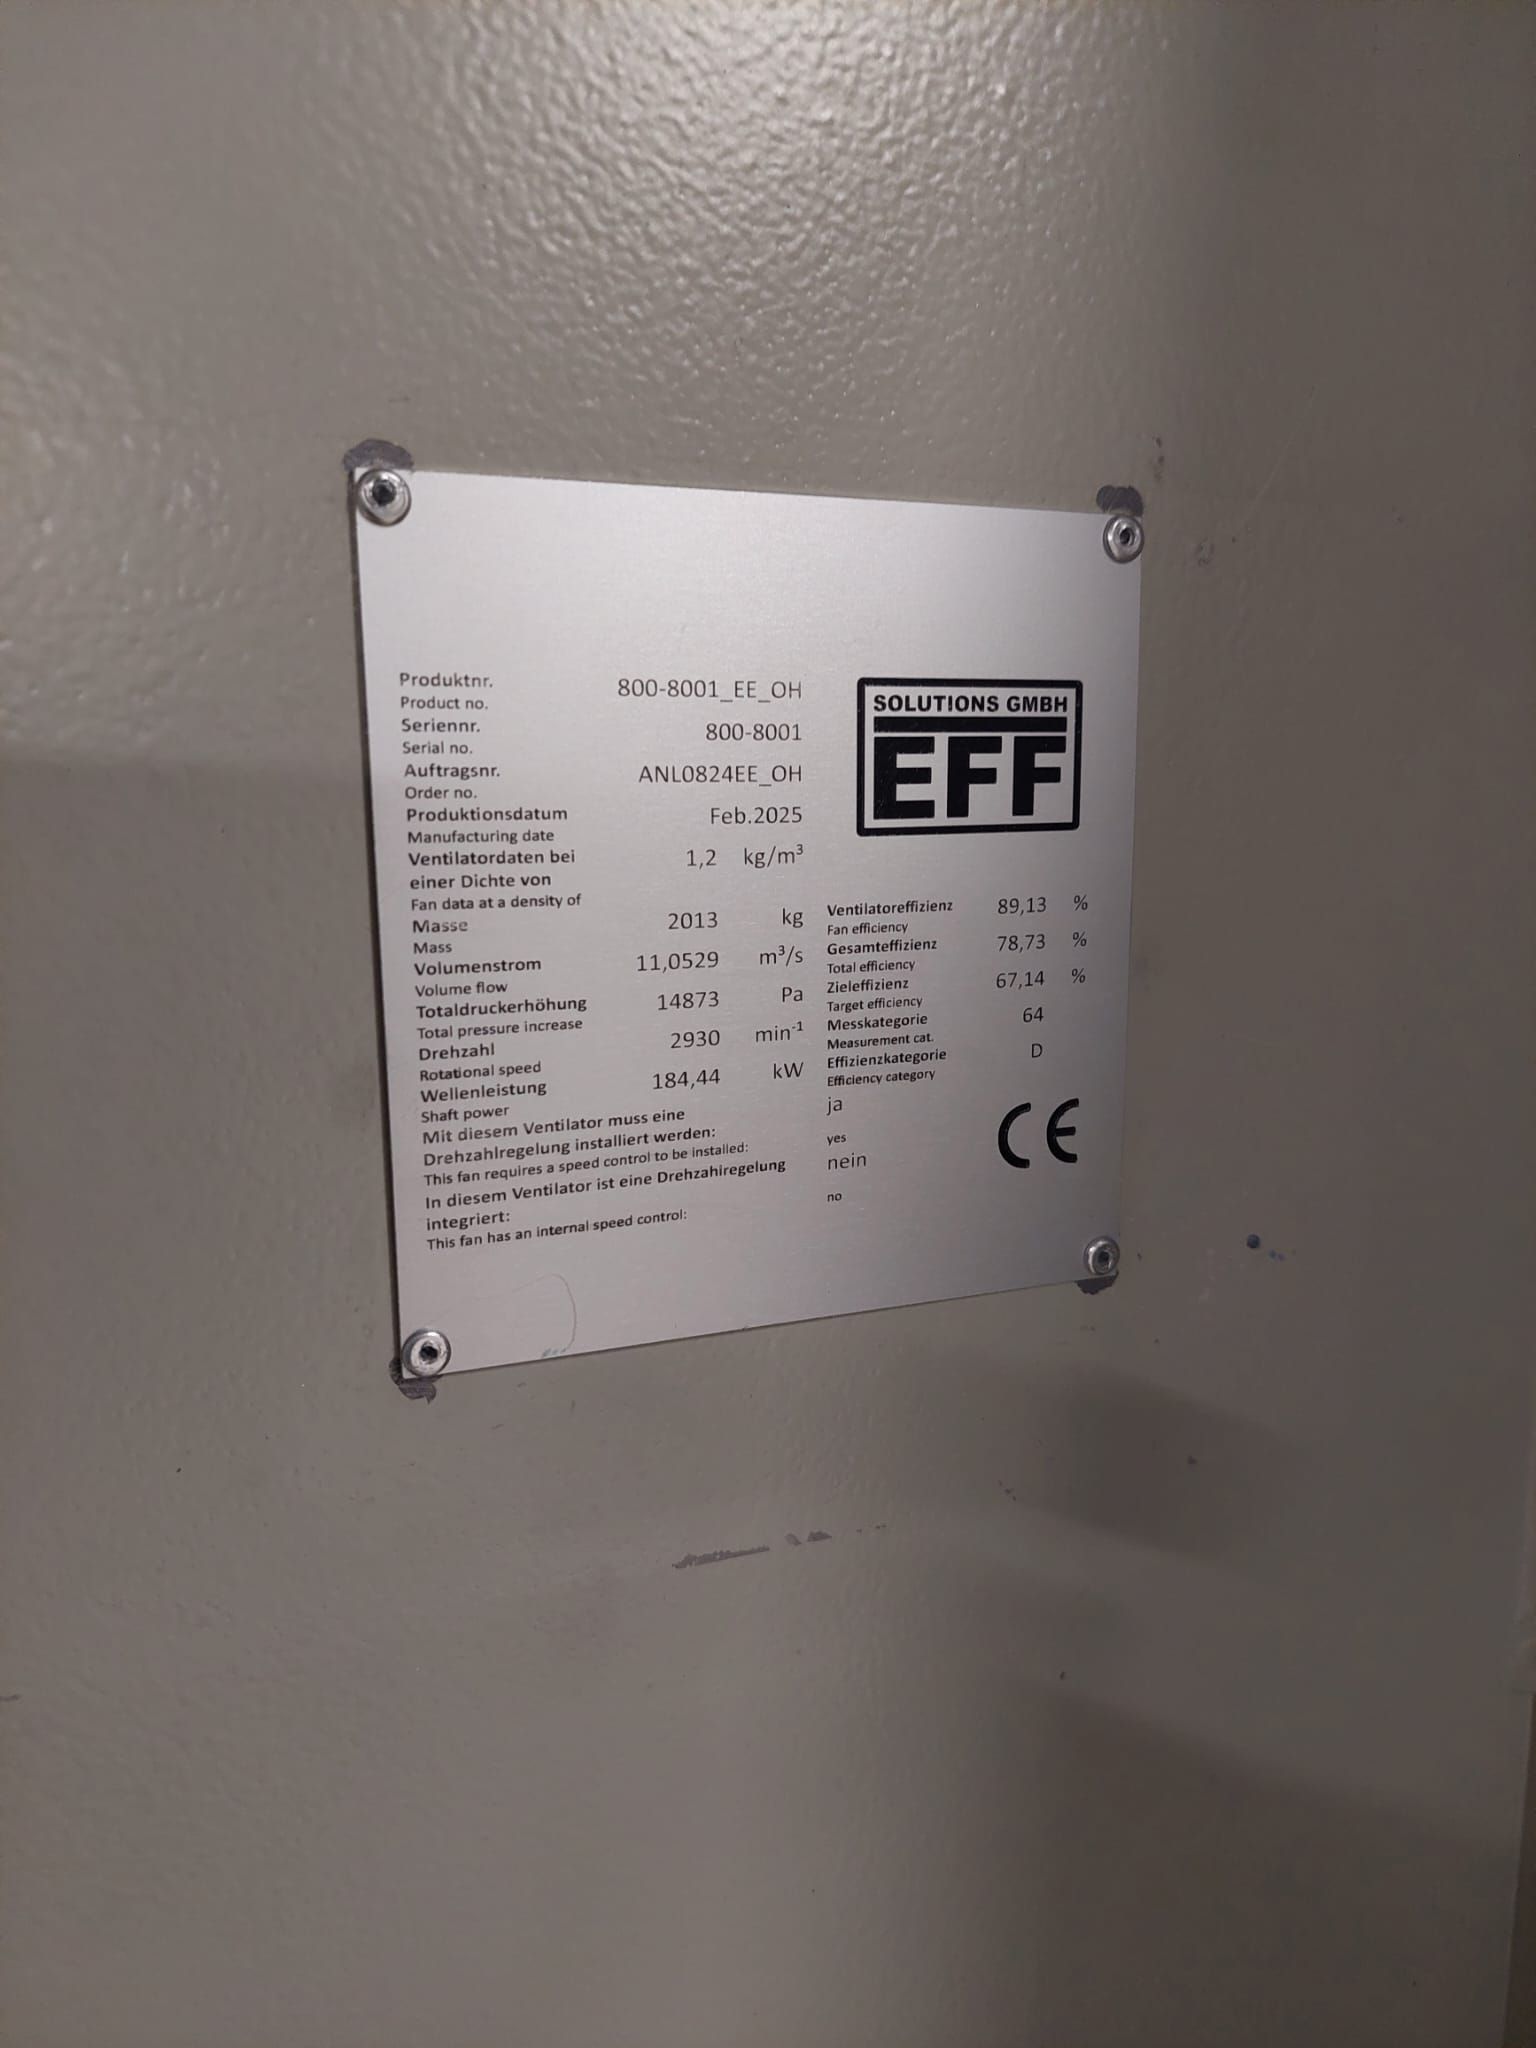 Produktnr. 800-8001_EE_OH
Product no.
Seriennr. 800-8001
Serial no.
Auftragsnr. ANL0824EE_OH
Order no.
Produktionsdatum Feb.2025
Manufacturing date
Ventilatordaten bei 1,2 kg/m³
einer Dichte von
Fan data at a density of
Masse 2013 kg
Mass
Volumenstrom 11,0529 m³/s
Volume flow
Totaldruckerhöhung 14873 Pa
Total pressure increase
Drehzahl 2930 min⁻¹
Rotational speed
Wellenleistung 184,44 kW
Shaft power
Mit diesem Ventilator muss eine
Drehzahlregelung installiert werden: ja
This fan requires a speed control to be installed: yes
In diesem Ventilator ist eine Drehzahlregelung nein
integriert:
This fan has an internal speed control: no
SOLUTIONS GMBH
EFF
Ventilatoreffizienz 89,13 %
Fan efficiency
Gesamteffizienz 78,73 %
Total efficiency
Zieleffizienz 67,14 %
Target efficiency
Messkategorie 64
Measurement cat.
Effizienzkategorie D
Efficiency category
CE